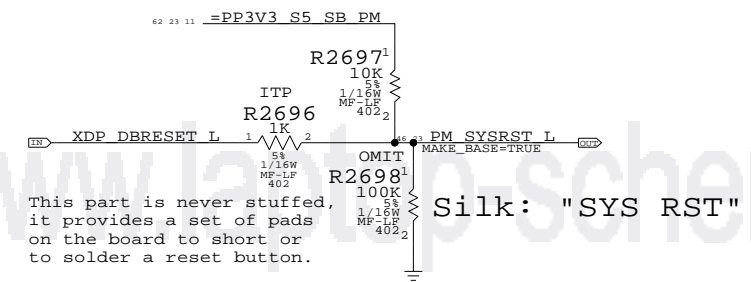 62 23 11 =PP3V3_S5_SB_PM
R2697 1
10K
5%
1/16W
MF-LF
402 2
ITP
R2696
1K
1 2
5%
1/16W
MF-LF
402
IN XDP_DBRESET_L
46 23 PM_SYSRST_L OUT
MAKE_BASE=TRUE
OMIT
R2698 1
100K
5%
1/16W
MF-LF
402 2
Silk: "SYS RST"
This part is never stuffed,
it provides a set of pads
on the board to short or
to solder a reset button.
www.laptop-sche